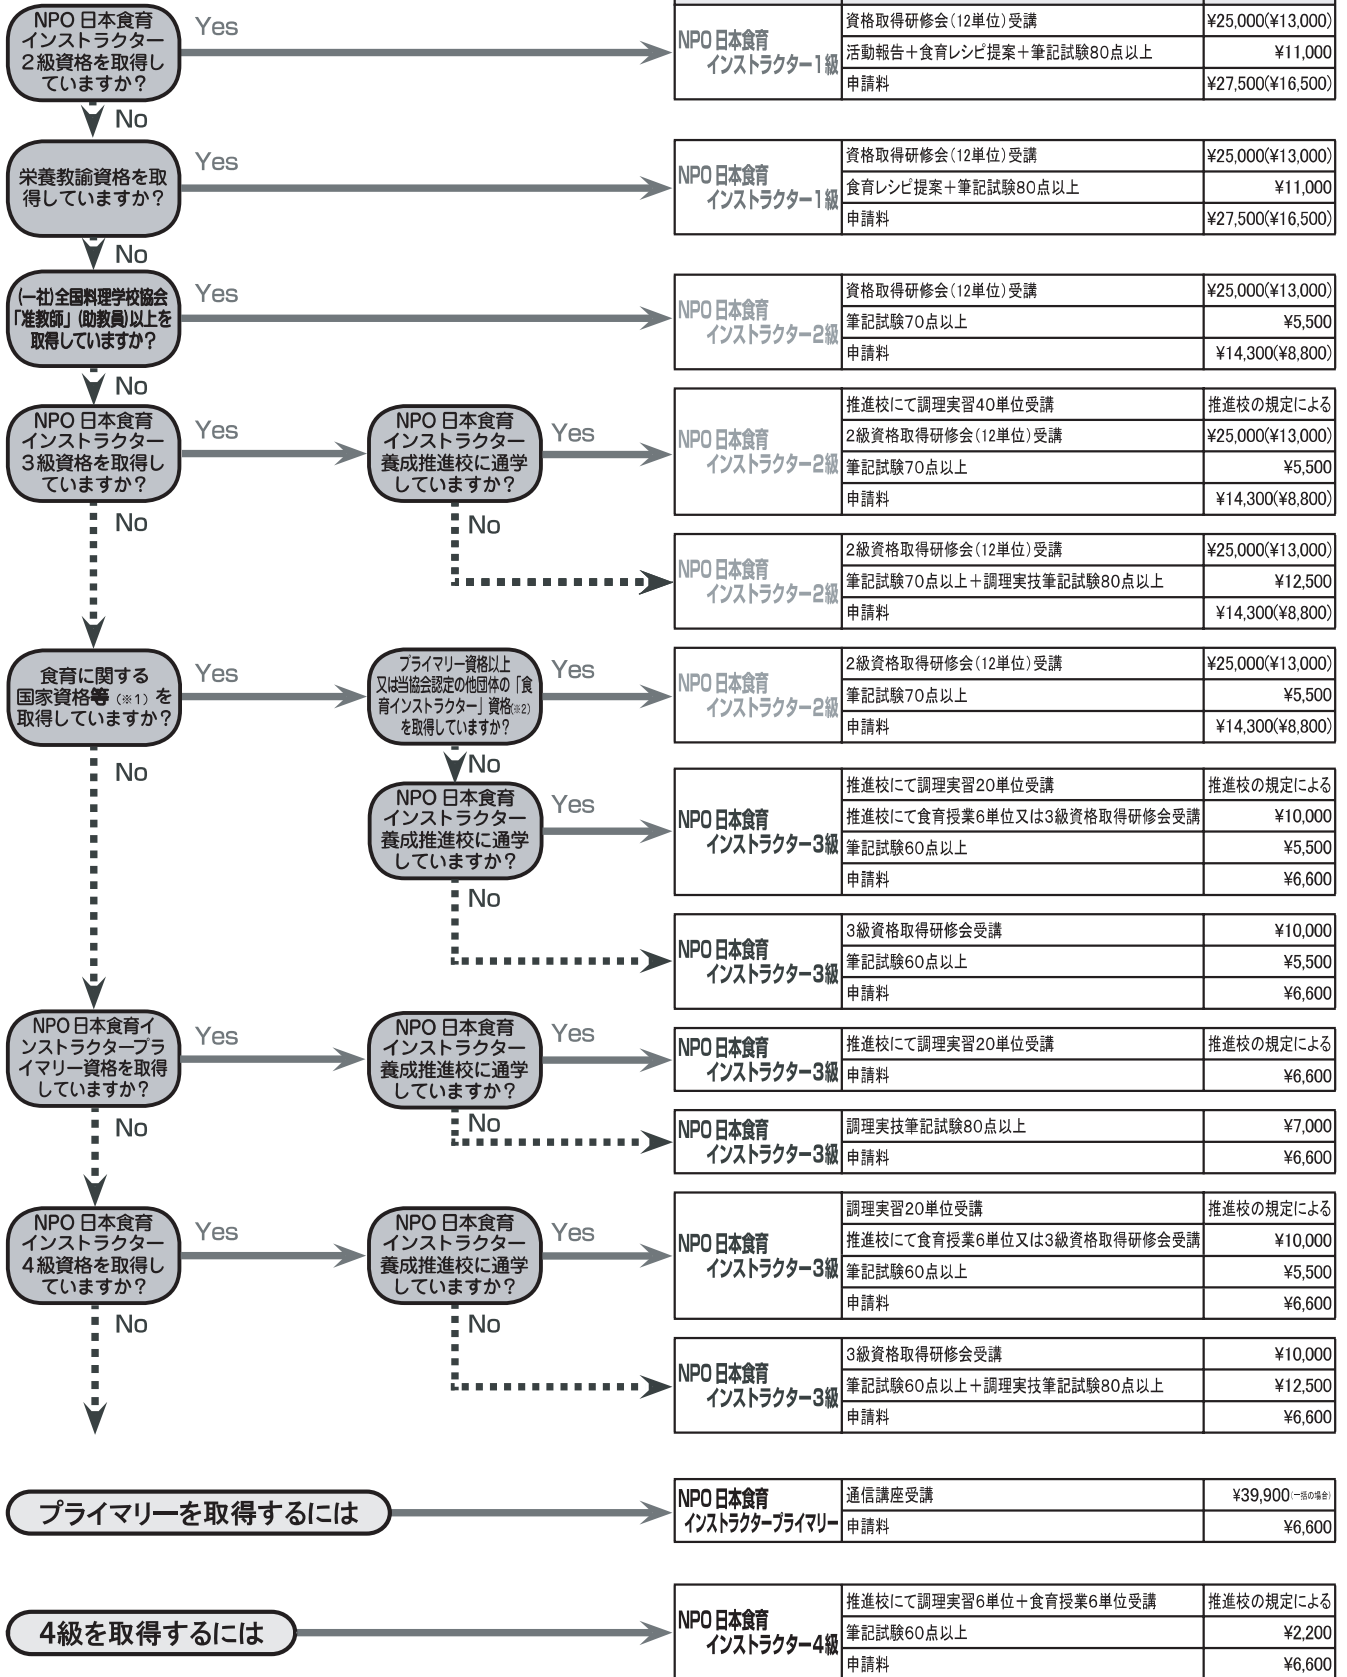 NPO 日本食育
インストラクター
２級資格を取得し
ていますか？
Yes
No
NPO 日本食育
インストラクター１級
資格取得研修会（12単位）受講
¥25,000(¥13,000)
活動報告＋食育レシピ提案＋筆記試験80点以上
¥11,000
申請料
¥27,500(¥16,500)
栄養教諭資格を取
得していますか？
Yes
No
NPO 日本食育
インストラクター１級
資格取得研修会（12単位）受講
¥25,000(¥13,000)
食育レシピ提案＋筆記試験80点以上
¥11,000
申請料
¥27,500(¥16,500)
(一社)全国料理学校協会
「准教師」(助教員)以上を
取得していますか？
Yes
No
NPO 日本食育
インストラクター２級
資格取得研修会（12単位）受講
¥25,000(¥13,000)
筆記試験70点以上
¥5,500
申請料
¥14,300(¥8,800)
NPO 日本食育
インストラクター
３級資格を取得し
ていますか？
Yes
No
NPO 日本食育
インストラクター
養成推進校に通学
していますか？
Yes
No
NPO 日本食育
インストラクター２級
推進校にて調理実習40単位受講
推進校の規定による
2級資格取得研修会（12単位）受講
¥25,000(¥13,000)
筆記試験70点以上
¥5,500
申請料
¥14,300(¥8,800)
NPO 日本食育
インストラクター２級
2級資格取得研修会（12単位）受講
¥25,000(¥13,000)
筆記試験70点以上＋調理実技筆記試験80点以上
¥12,500
申請料
¥14,300(¥8,800)
食育に関する
国家資格等（※１）を
取得していますか？
Yes
No
プライマリー資格以上
又は当協会認定の他団体の「食
育インストラクター」資格(※2)
を取得していますか？
Yes
No
NPO 日本食育
インストラクター２級
2級資格取得研修会（12単位）受講
¥25,000(¥13,000)
筆記試験70点以上
¥5,500
申請料
¥14,300(¥8,800)
NPO 日本食育
インストラクター
養成推進校に通学
していますか？
Yes
No
NPO 日本食育
インストラクター３級
推進校にて調理実習20単位受講
推進校の規定による
推進校にて食育授業6単位又は3級資格取得研修会受講
¥10,000
筆記試験60点以上
¥5,500
申請料
¥6,600
NPO 日本食育
インストラクター３級
3級資格取得研修会受講
¥10,000
筆記試験60点以上
¥5,500
申請料
¥6,600
NPO 日本食育イ
ンストラクタープラ
イマリー資格を取得
していますか？
Yes
No
NPO 日本食育
インストラクター
養成推進校に通学
していますか？
Yes
No
NPO 日本食育
インストラクター３級
推進校にて調理実習20単位受講
推進校の規定による
申請料
¥6,600
NPO 日本食育
インストラクター３級
調理実技筆記試験80点以上
¥7,000
申請料
¥6,600
NPO 日本食育
インストラクター
４級資格を取得し
ていますか？
Yes
No
NPO 日本食育
インストラクター
養成推進校に通学
していますか？
Yes
No
NPO 日本食育
インストラクター３級
調理実習20単位受講
推進校の規定による
推進校にて食育授業6単位又は3級資格取得研修会受講
¥10,000
筆記試験60点以上
¥5,500
申請料
¥6,600
NPO 日本食育
インストラクター３級
3級資格取得研修会受講
¥10,000
筆記試験60点以上＋調理実技筆記試験80点以上
¥12,500
申請料
¥6,600
プライマリーを取得するには
NPO 日本食育
インストラクタープライマリー
通信講座受講
¥39,900(一括の場合)
申請料
¥6,600
４級を取得するには
NPO 日本食育
インストラクター４級
推進校にて調理実習6単位＋食育授業6単位受講
推進校の規定による
筆記試験60点以上
¥2,200
申請料
¥6,600